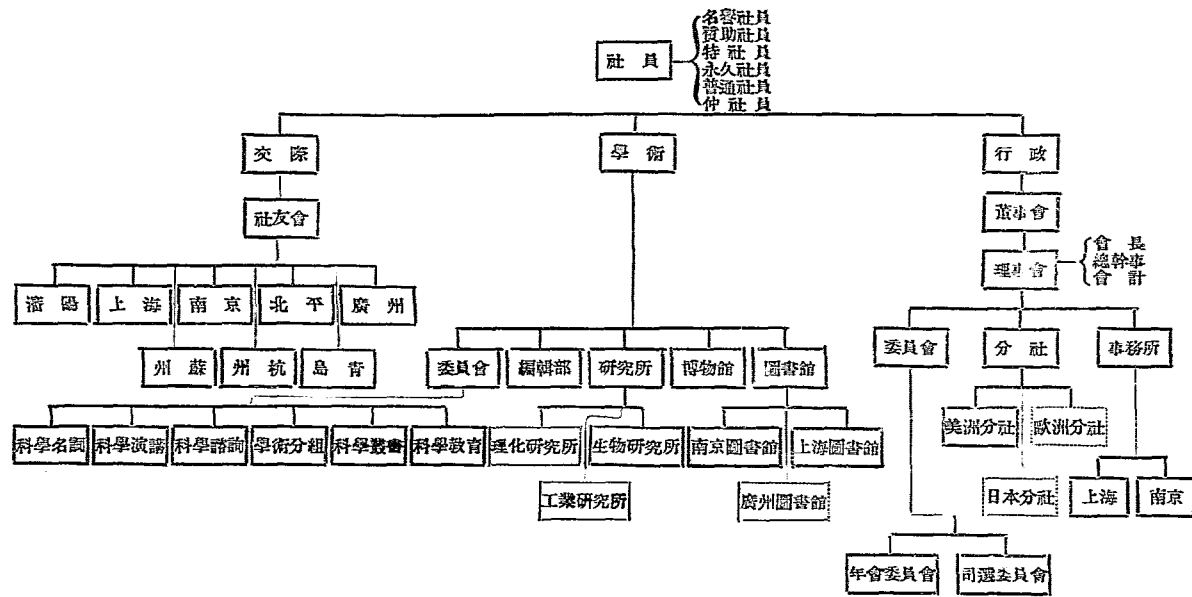 名譽社員
贊助社員
特社員
永久社員
普通社員
仲社員
社員
交際
學術
行政
社友會
董事會
理事會
會長
總幹事
會計
瀋陽
上海
南京
北平
廣州
委員會
分社
事務所
州蘇
州杭
島青
委員會
編輯部
研究所
博物館
圖書館
美洲分社
歐洲分社
科學名詞
科學演講
科學諮詢
學術分組
科學叢書
科學教育
理化研究所
生物研究所
南京圖書館
上海圖書館
工業研究所
廣州圖書館
日本分社
上海
南京
年會委員會
司選委員會